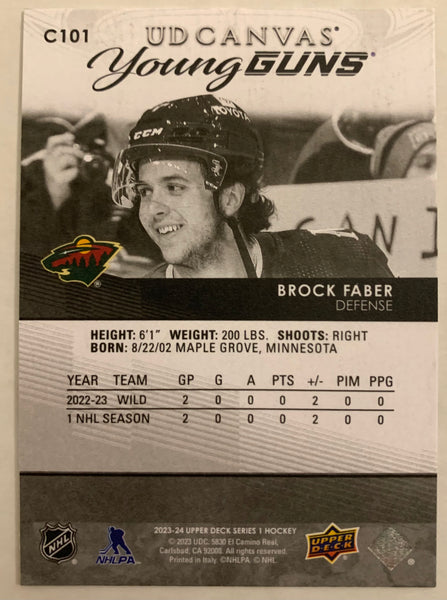 C101
UD CANVAS®
Young GUNS®
CCM
TOYOTA
CAN
BROCK FABER
DEFENSE
HEIGHT: 6'1" WEIGHT: 200 LBS. SHOOTS: RIGHT
BORN: 8/22/02 MAPLE GROVE, MINNESOTA
YEAR TEAM GP G A PTS +/- PIM PPG
2022-23 WILD 2 0 0 0 2 0 0
1 NHL SEASON 2 0 0 0 2 0 0
2023-24 UPPER DECK SERIES 1 HOCKEY
© 2023 UDC. 5830 El Camino Real,
Carlsbad, CA 92008. All rights reserved.
Printed in Italy. ©NHLPA. © NHL.
NHL
NHLPA
UPPER
DECK